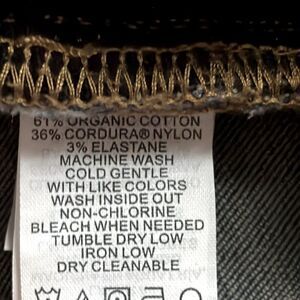 61% ORGANIC COTTON
36% CORDURA® NYLON
3% ELASTANE
MACHINE WASH
COLD GENTLE
WITH LIKE COLORS
WASH INSIDE OUT
NON-CHLORINE
BLEACH WHEN NEEDED
TUMBLE DRY LOW
IRON LOW
DRY CLEANABLE